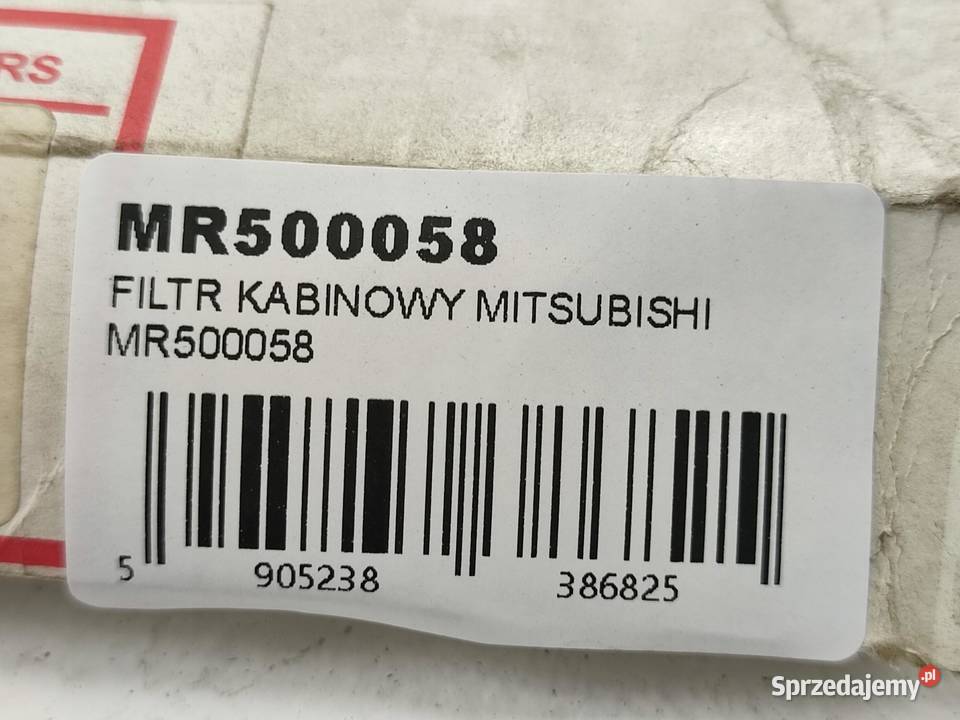 RS
MR500058
FILTR KABINOWY MITSUBISHI
MR500058
5 905238 386825
Sprzedajemy.pl